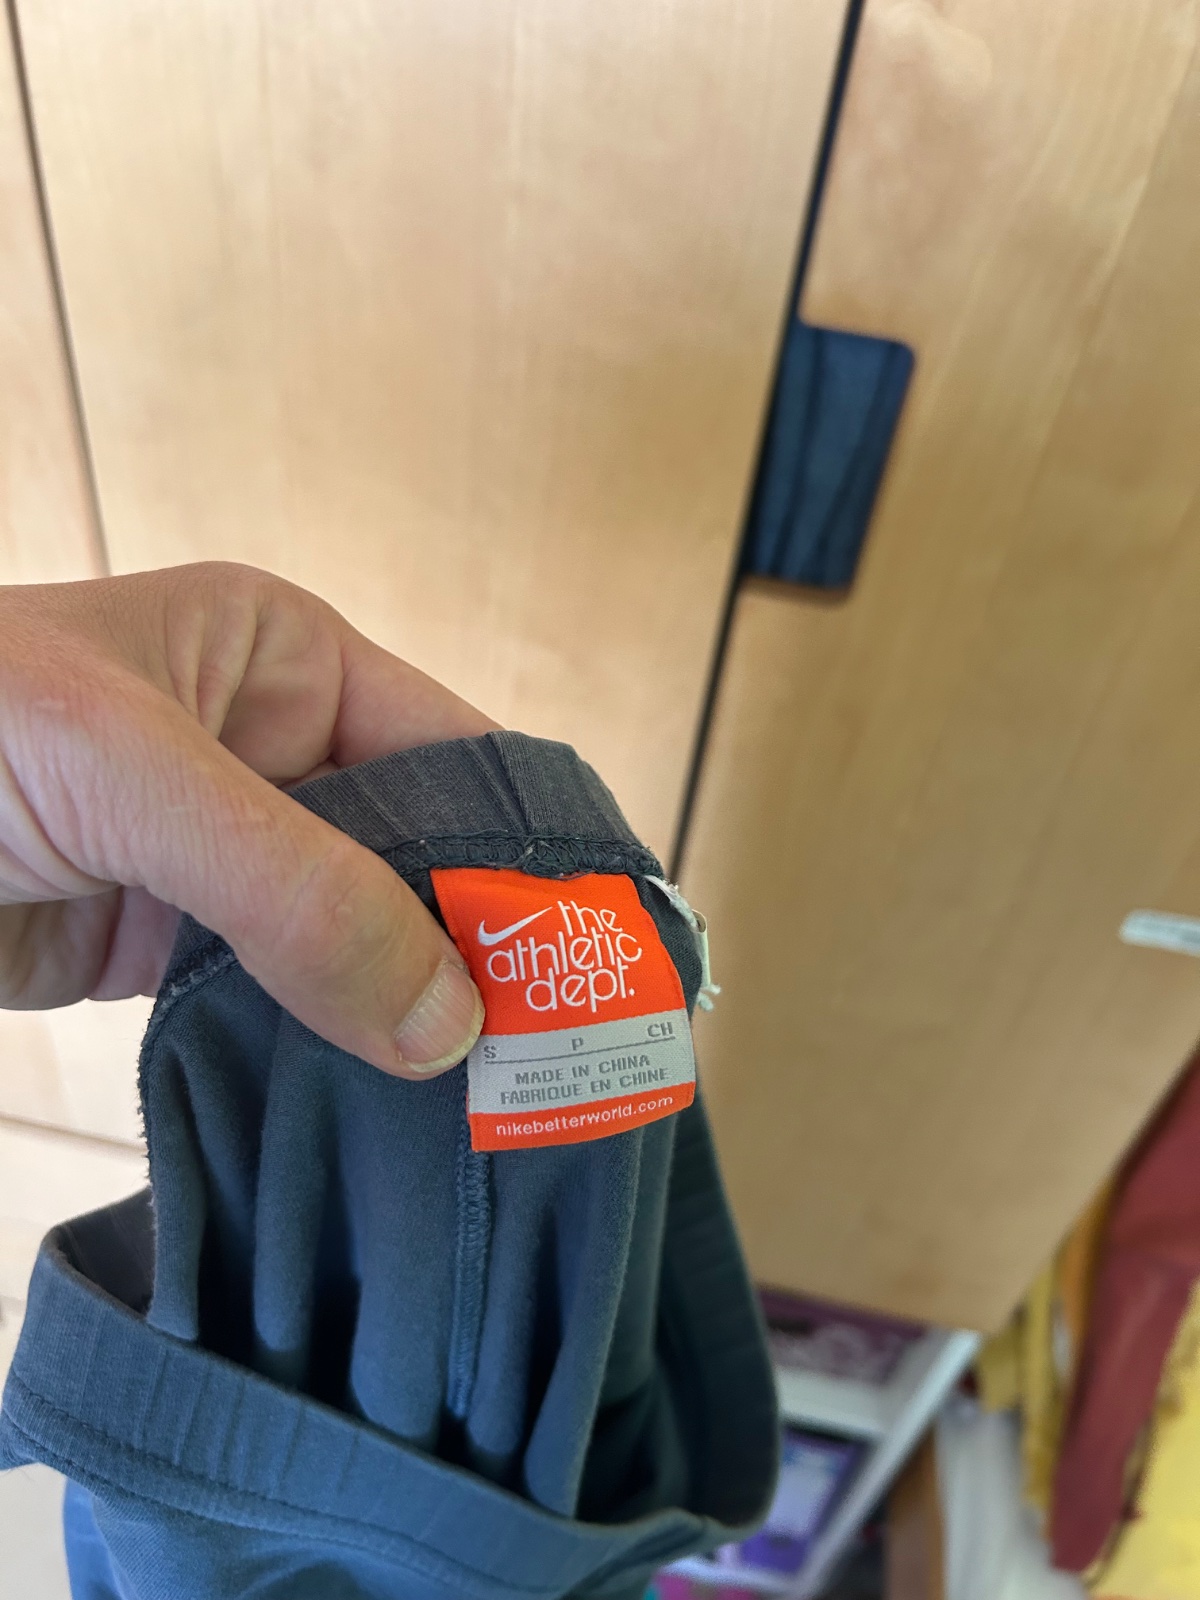 the
athletic
dept.
S P CH
MADE IN CHINA
FABRIQUE EN CHINE
nikebetterworld.com